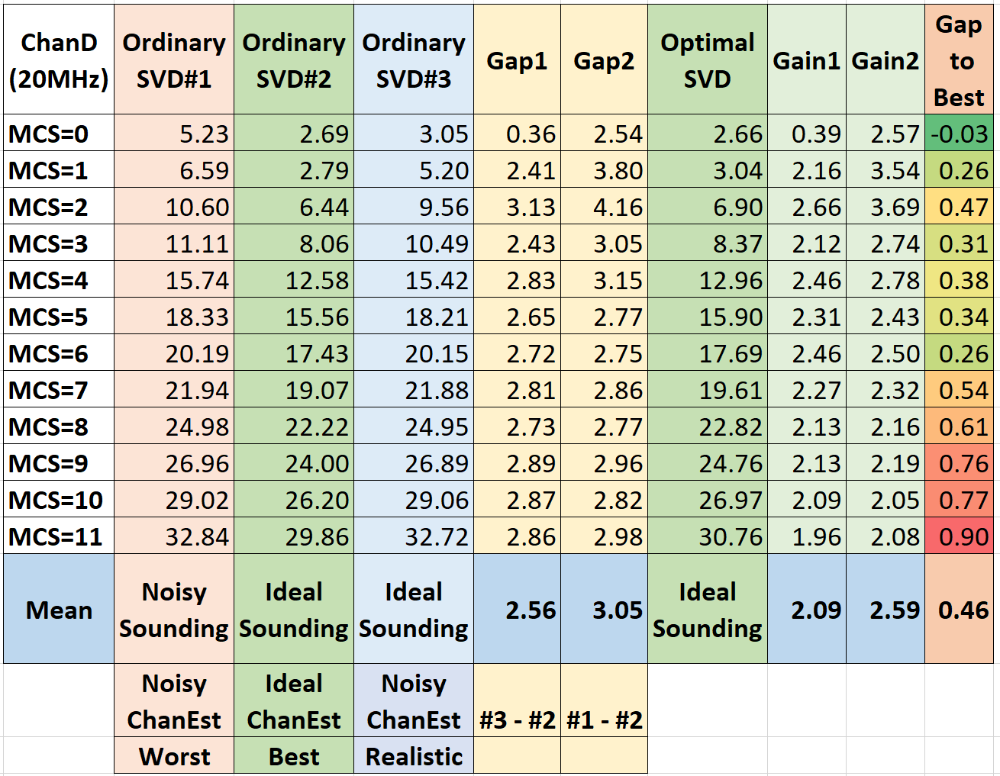 ChanD (20MHz) Ordinary SVD#1 Ordinary SVD#2 Ordinary SVD#3 Gap1 Gap2 Optimal SVD Gain1 Gain2 Gap to Best
MCS=0 5.23 2.69 3.05 0.36 2.54 2.66 0.39 2.57 -0.03
MCS=1 6.59 2.79 5.20 2.41 3.80 3.04 2.16 3.54 0.26
MCS=2 10.60 6.44 9.56 3.13 4.16 6.90 2.66 3.69 0.47
MCS=3 11.11 8.06 10.49 2.43 3.05 8.37 2.12 2.74 0.31
MCS=4 15.74 12.58 15.42 2.83 3.15 12.96 2.46 2.78 0.38
MCS=5 18.33 15.56 18.21 2.65 2.77 15.90 2.31 2.43 0.34
MCS=6 20.19 17.43 20.15 2.72 2.75 17.69 2.46 2.50 0.26
MCS=7 21.94 19.07 21.88 2.81 2.86 19.61 2.27 2.32 0.54
MCS=8 24.98 22.22 24.95 2.73 2.77 22.82 2.13 2.16 0.61
MCS=9 26.96 24.00 26.89 2.89 2.96 24.76 2.13 2.19 0.76
MCS=10 29.02 26.20 29.06 2.87 2.82 26.97 2.09 2.05 0.77
MCS=11 32.84 29.86 32.72 2.86 2.98 30.76 1.96 2.08 0.90
Mean Noisy Sounding Ideal Sounding Ideal Sounding 2.56 3.05 Ideal Sounding 2.09 2.59 0.46
Noisy ChanEst Ideal ChanEst Noisy ChanEst #3 - #2 #1 - #2
Worst Best Realistic